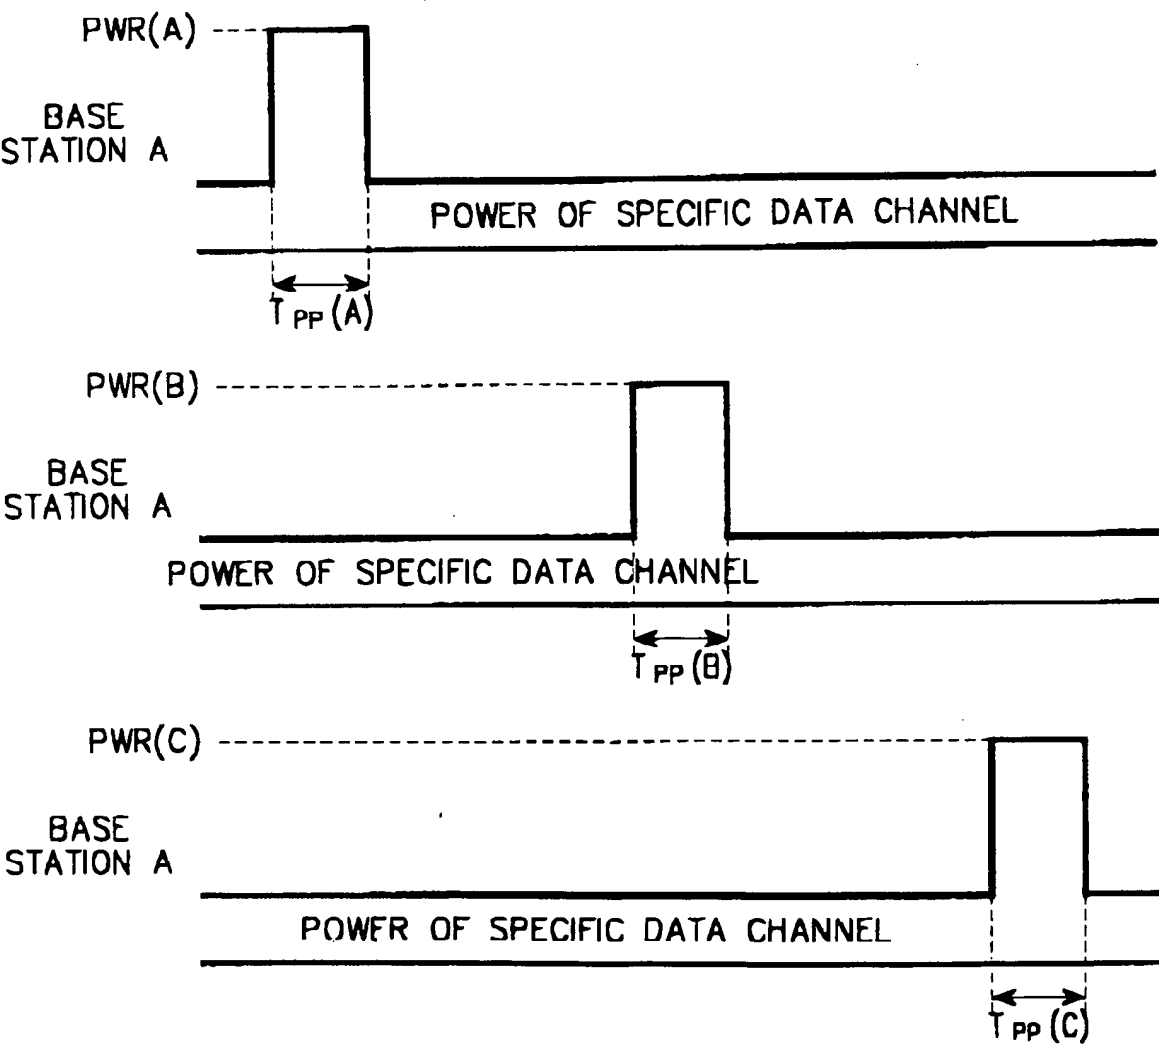 PWR(A)
BASE
STATION A
POWER OF SPECIFIC DATA CHANNEL
T PP (A)
PWR(B)
BASE
STATION A
POWER OF SPECIFIC DATA CHANNEL
T PP (B)
PWR(C)
BASE
STATION A
POWER OF SPECIFIC DATA CHANNEL
T PP (C)